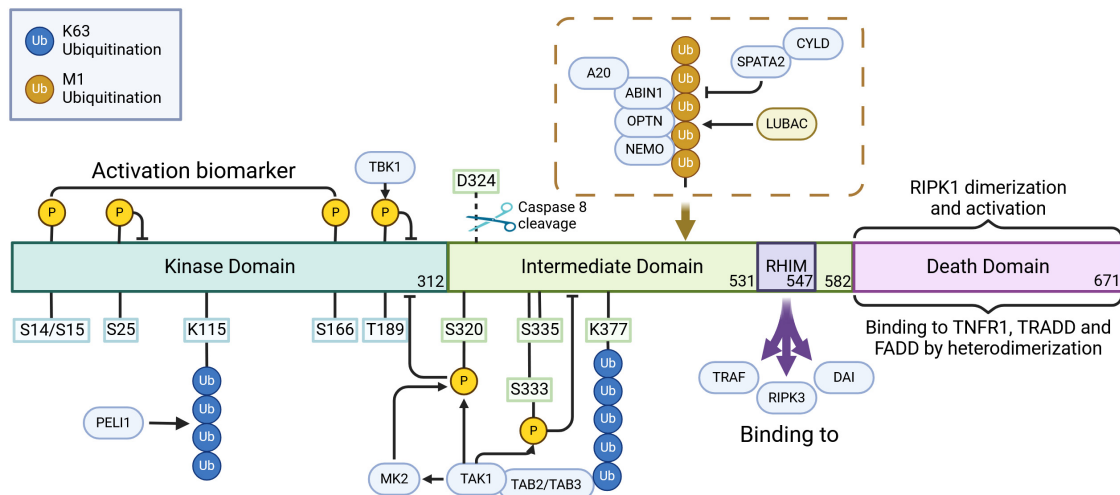 Ub
K63
Ubiquitination
Ub
M1
Ubiquitination
Ub
Ub
Ub
Ub
Ub
A20
ABIN1
OPTN
NEMO
SPATA2
CYLD
LUBAC
Activation biomarker
P
P
P
TBK1
P
D324
Caspase 8
cleavage
RIPK1 dimerization
and activation
Kinase Domain
312
Intermediate Domain
531
RHIM
547
582
Death Domain
671
S14/S15
S25
K115
S166
T189
S320
S335
K377
S333
Binding to TNFR1, TRADD and
FADD by heterodimerization
Ub
Ub
Ub
Ub
PELI1
P
P
MK2
TAK1
TAB2/TAB3
Ub
Ub
Ub
Ub
Ub
TRAF
RIPK3
DAI
Binding to